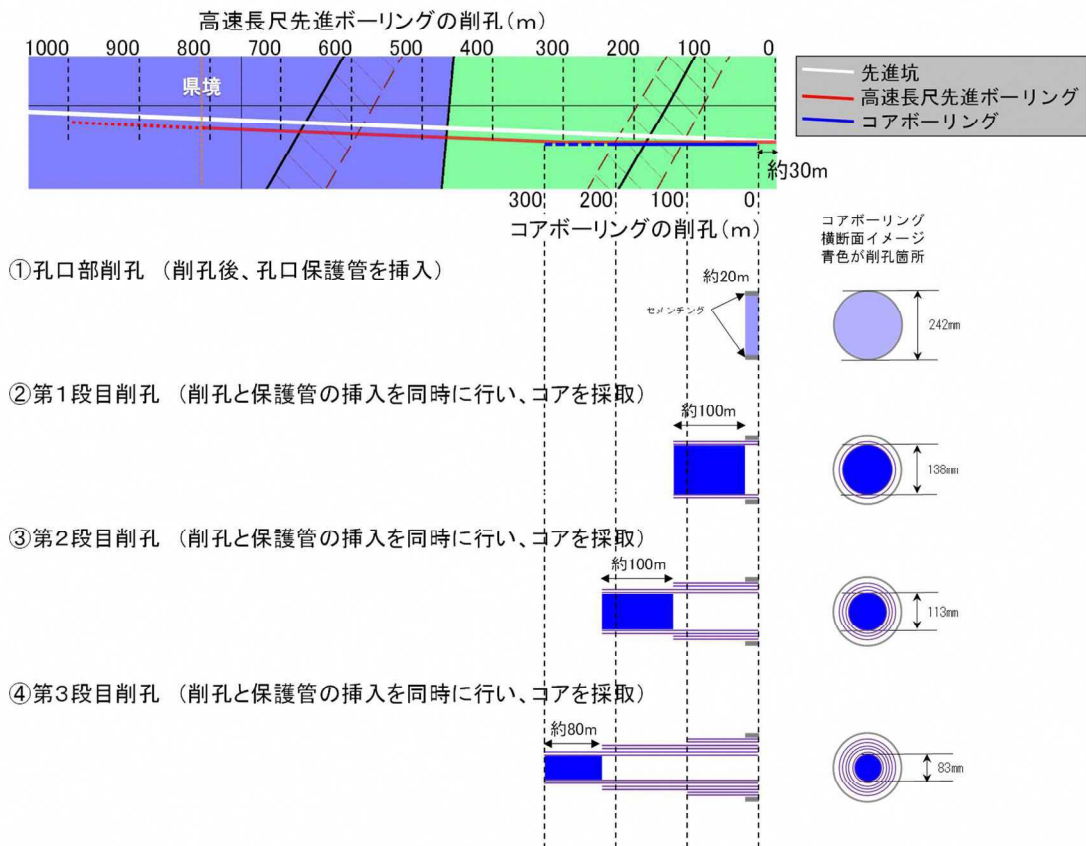 高速長尺先進ボーリングの削孔(m)
1000 900 800 700 600 500 400 300 200 100 0
県境
先進坑
高速長尺先進ボーリング
コアボーリング
約30m
300 200 100 0
コアボーリングの削孔(m)
コアボーリング
横断面イメージ
青色が削孔箇所
①孔口部削孔 (削孔後、孔口保護管を挿入)
約20m
セメンチング
242mm
②第1段目削孔 (削孔と保護管の挿入を同時に行い、コアを採取)
約100m
138mm
③第2段目削孔 (削孔と保護管の挿入を同時に行い、コアを採取)
約100m
113mm
④第3段目削孔 (削孔と保護管の挿入を同時に行い、コアを採取)
約80m
83mm